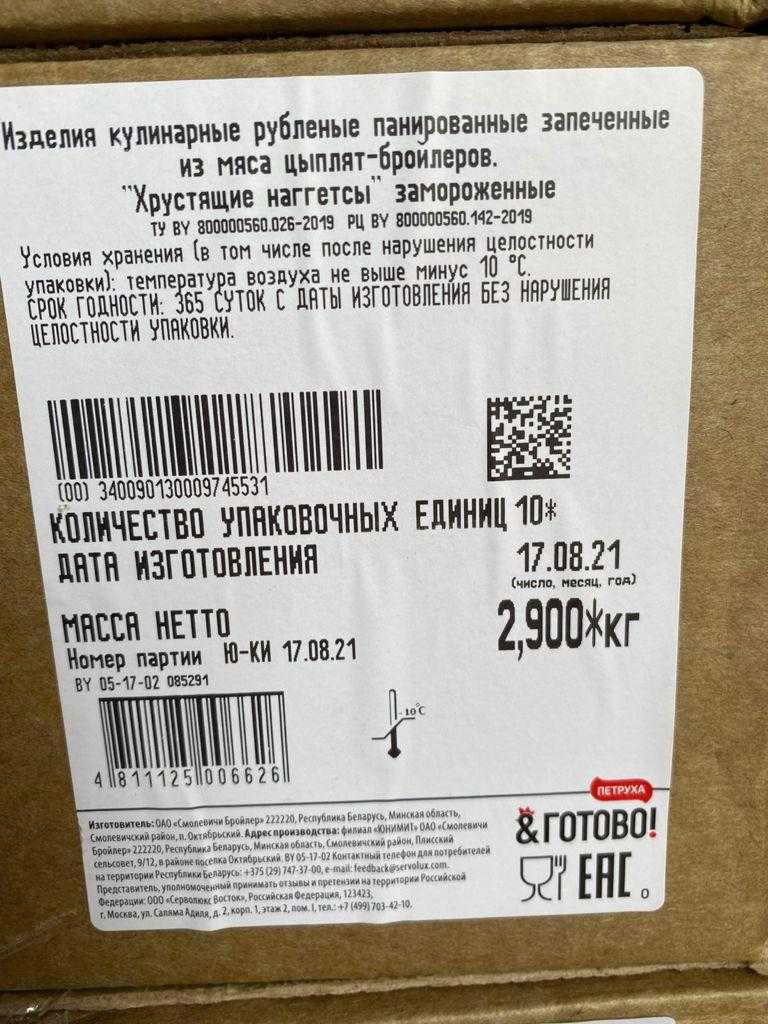 Изделия кулинарные рубленые панированные запеченные
из мяса цыплят-бройлеров.
"Хрустящие наггетсы" замороженные
ТУ BY 800000560.026-2019 РЦ BY 800000560.142-2019
Условия хранения (в том числе после нарушения целостности
упаковки): температура воздуха не выше минус 10 °С.
СРОК ГОДНОСТИ: 365 СУТОК С ДАТЫ ИЗГОТОВЛЕНИЯ БЕЗ НАРУШЕНИЯ
ЦЕЛОСТНОСТИ УПАКОВКИ.
(00) 340090130009745531
КОЛИЧЕСТВО УПАКОВОЧНЫХ ЕДИНИЦ 10*
ДАТА ИЗГОТОВЛЕНИЯ 17.08.21
(число, месяц, год)
МАССА НЕТТО 2,900*кг
Номер партии Ю-КИ 17.08.21
BY 05-17-02 085291
-10°C
4 811125 006626
Изготовитель: ОАО «Смолевичи Бройлер» 222220, Республика Беларусь, Минская область,
Смолевичский район, п. Октябрьский. Адрес производства: филиал «ЮНИМИТ» ОАО «Смолевичи
Бройлер» 222220, Республика Беларусь, Минская область, Смолевичский район, Плисский
сельсовет, 9/12, в районе поселка Октябрьский. BY 05-17-02 Контактный телефон для потребителей
на территории Республики Беларусь: +375 (29) 747-37-00, e-mail: feedback@servolux.com.
Представитель, уполномоченный принимать отзывы и претензии на территории Российской
Федерации: ООО «Серволюкс Восток», Российская Федерация, 123423,
г. Москва, ул. Саляма Адиля, д. 2, корп. 1, этаж 2, пом. I, тел.: +7 (499) 703-42-10.
ПЕТРУХА
&ГОТОВО!
EAC
0